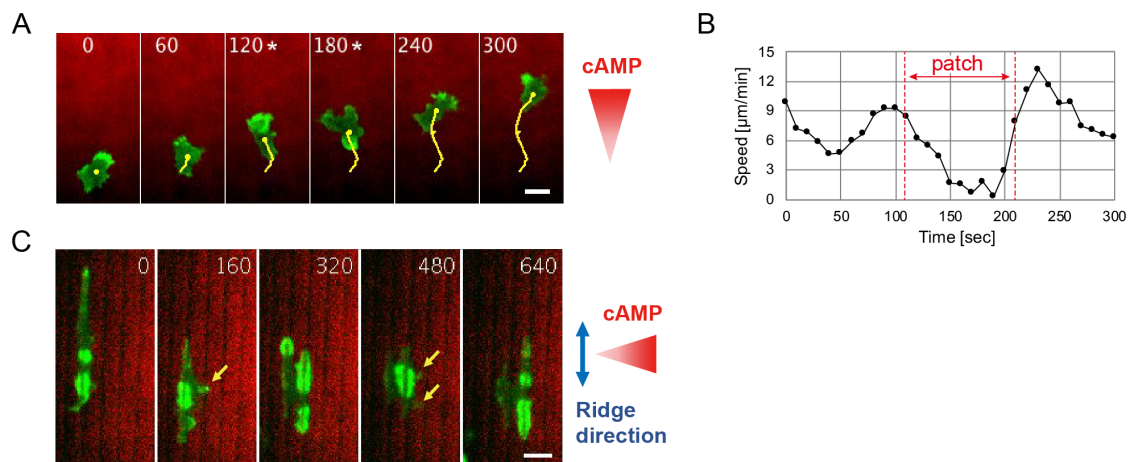 A
0
60
120*
180*
240
300
cAMP
B
15
12
9
6
3
0
Speed [μm/min]
patch
0
50
100
150
200
250
300
Time [sec]
C
0
160
320
480
640
cAMP
Ridge
direction